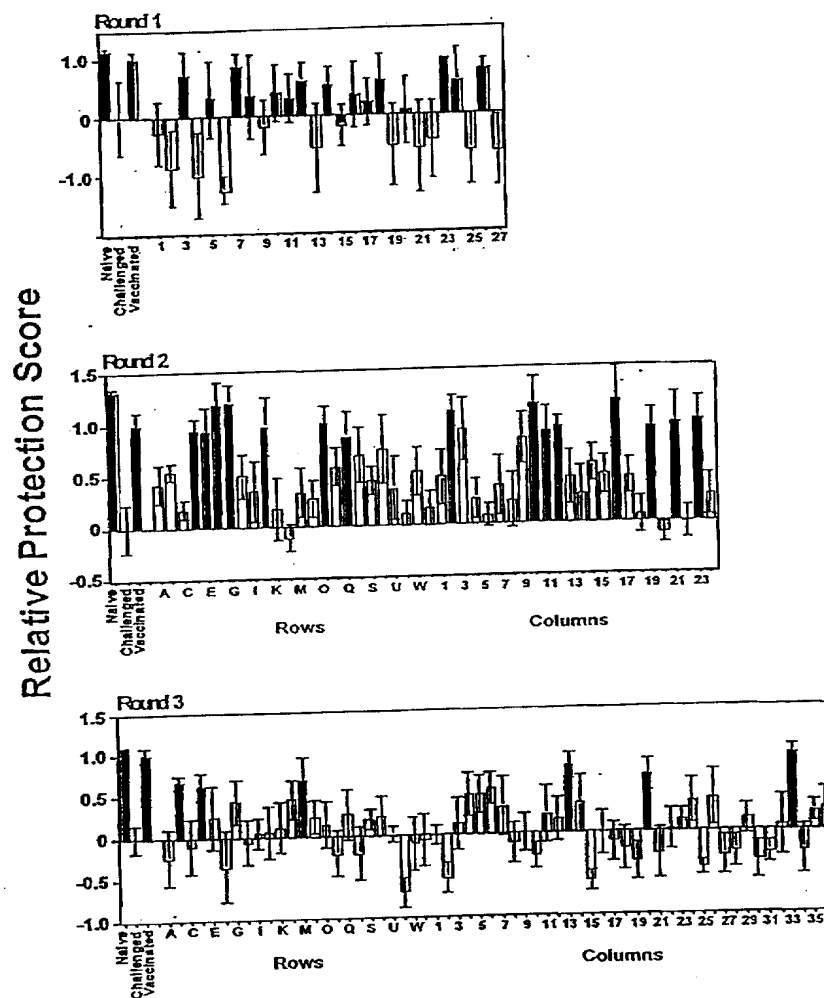 Relative Protection Score
Round 1
1.0
0
-1.0
Naive
Challenged
Vaccinated
1 3 5 7 9 11 13 15 17 19 21 23 25 27
Round 2
1.5
1.0
0.5
0
-0.5
Naive
Challenged
Vaccinated
A C E G I K M O Q S U W 1 3 5 7 9 11 13 15 17 19 21 23
Rows Columns
Round 3
1.5
1.0
0.5
0
-0.5
-1.0
Naive
Challenged
Vaccinated
A C E G I K M O Q S U W 1 3 5 7 9 11 13 15 17 19 21 23 25 27 29 31 33 35
Rows Columns